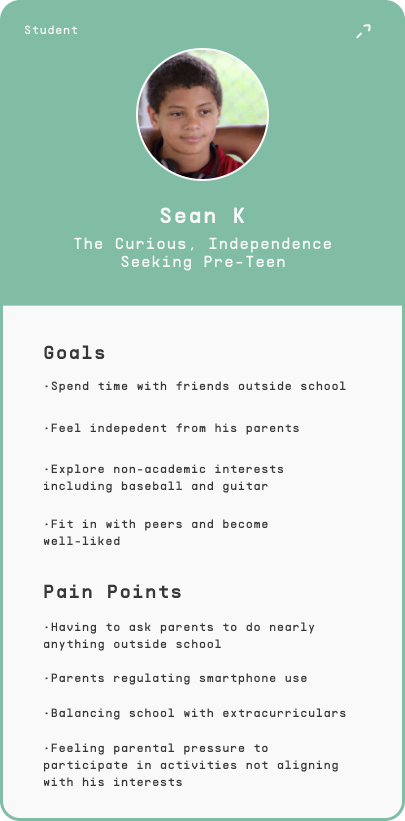 Student
Sean K
The Curious, Independence
Seeking Pre-Teen
Goals
·Spend time with friends outside school
·Feel indepedent from his parents
·Explore non-academic interests
including baseball and guitar
·Fit in with peers and become
well-liked
Pain Points
·Having to ask parents to do nearly
anything outside school
·Parents regulating smartphone use
·Balancing school with extracurriculars
·Feeling parental pressure to
participate in activities not aligning
with his interests